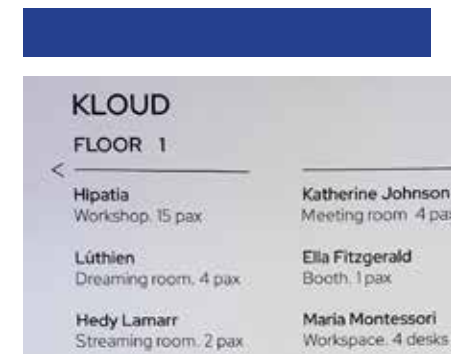 KLOUD
FLOOR 1
<
Hipatia
Workshop. 15 pax
Lúthien
Dreaming room. 4 pax
Hedy Lamarr
Streaming room. 2 pax
Katherine Johnson
Meeting room 4 pax
Ella Fitzgerald
Booth. 1 pax
Maria Montessori
Workspace. 4 desks